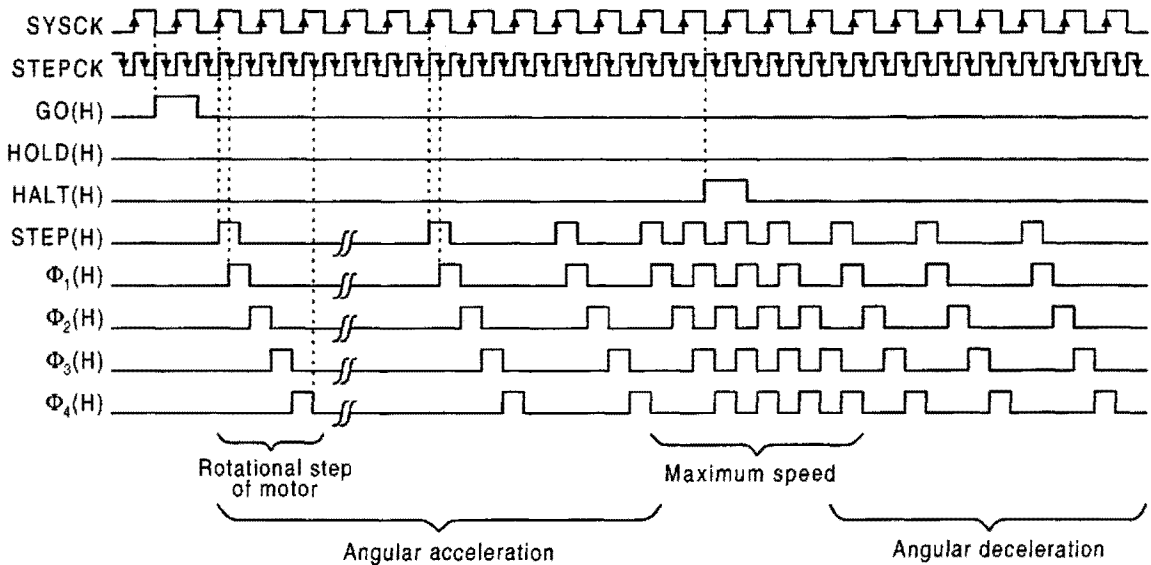 SYSCK
STEPCK
GO(H)
HOLD(H)
HALT(H)
STEP(H)
Φ₁(H)
Φ₂(H)
Φ₃(H)
Φ₄(H)
Rotational step
of motor
Maximum speed
Angular acceleration
Angular deceleration